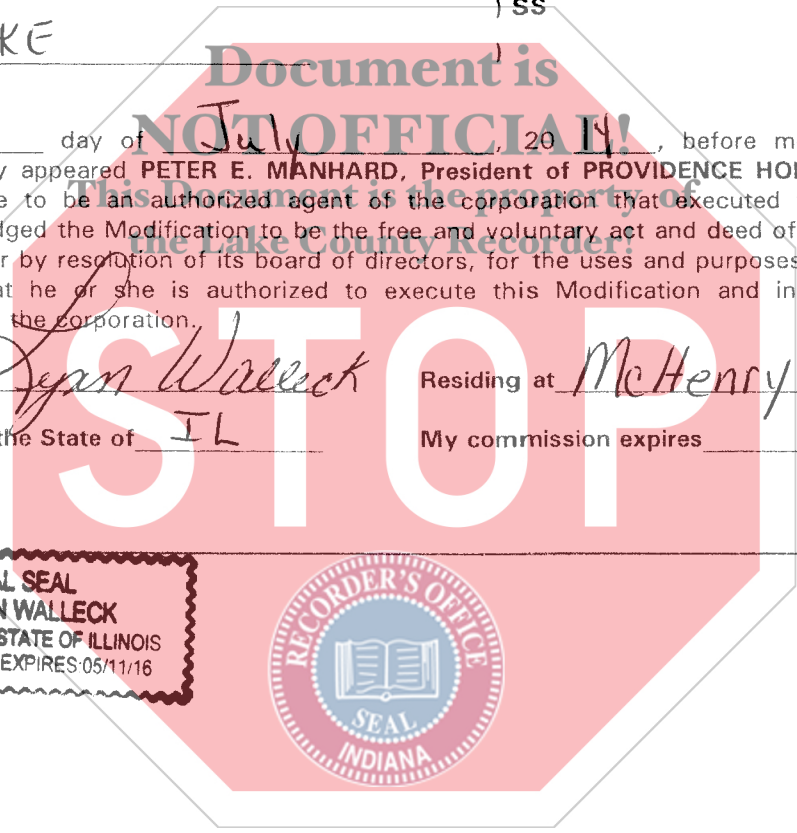 ) SS
KE
)
Document is
NOT OFFICIAL!
This Document is the property of
the Lake County Recorder!
day of July, 20 14, before m
y appeared PETER E. MANHARD, President of PROVIDENCE HO
e to be an authorized agent of the corporation that executed
dged the Modification to be the free and voluntary act and deed of
r by resolution of its board of directors, for the uses and purposes
at he or she is authorized to execute this Modification and in
the corporation.
Ryan Walleck Residing at McHenry
the State of IL My commission expires
STOP
AL SEAL
N WALLECK
STATE OF ILLINOIS
EXPIRES:05/11/16
RECORDER'S OFFICE
SEAL
INDIANA